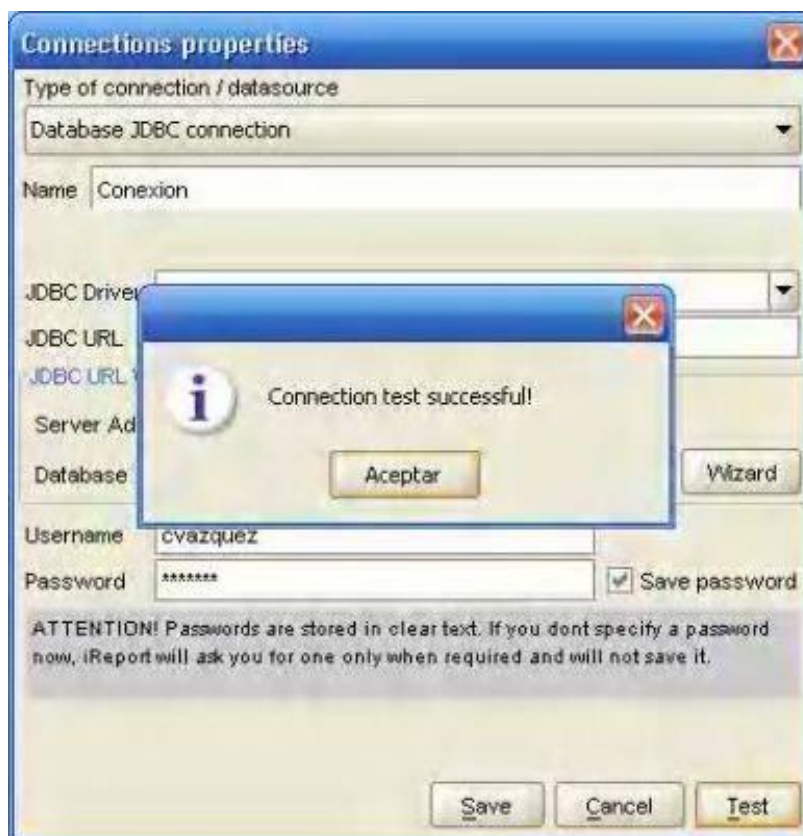 Connections properties
Type of connection / datasource
Database JDBC connection
Name Conexion
JDBC Driver
JDBC URL
JDBC URL
Connection test successful!
Server Ad
Aceptar
Database
Wizard
Username cvazquez
Password *******
Save password
ATTENTION! Passwords are stored in clear text. If you dont specify a password
now, iReport will ask you for one only when required and will not save it.
Save Cancel Test